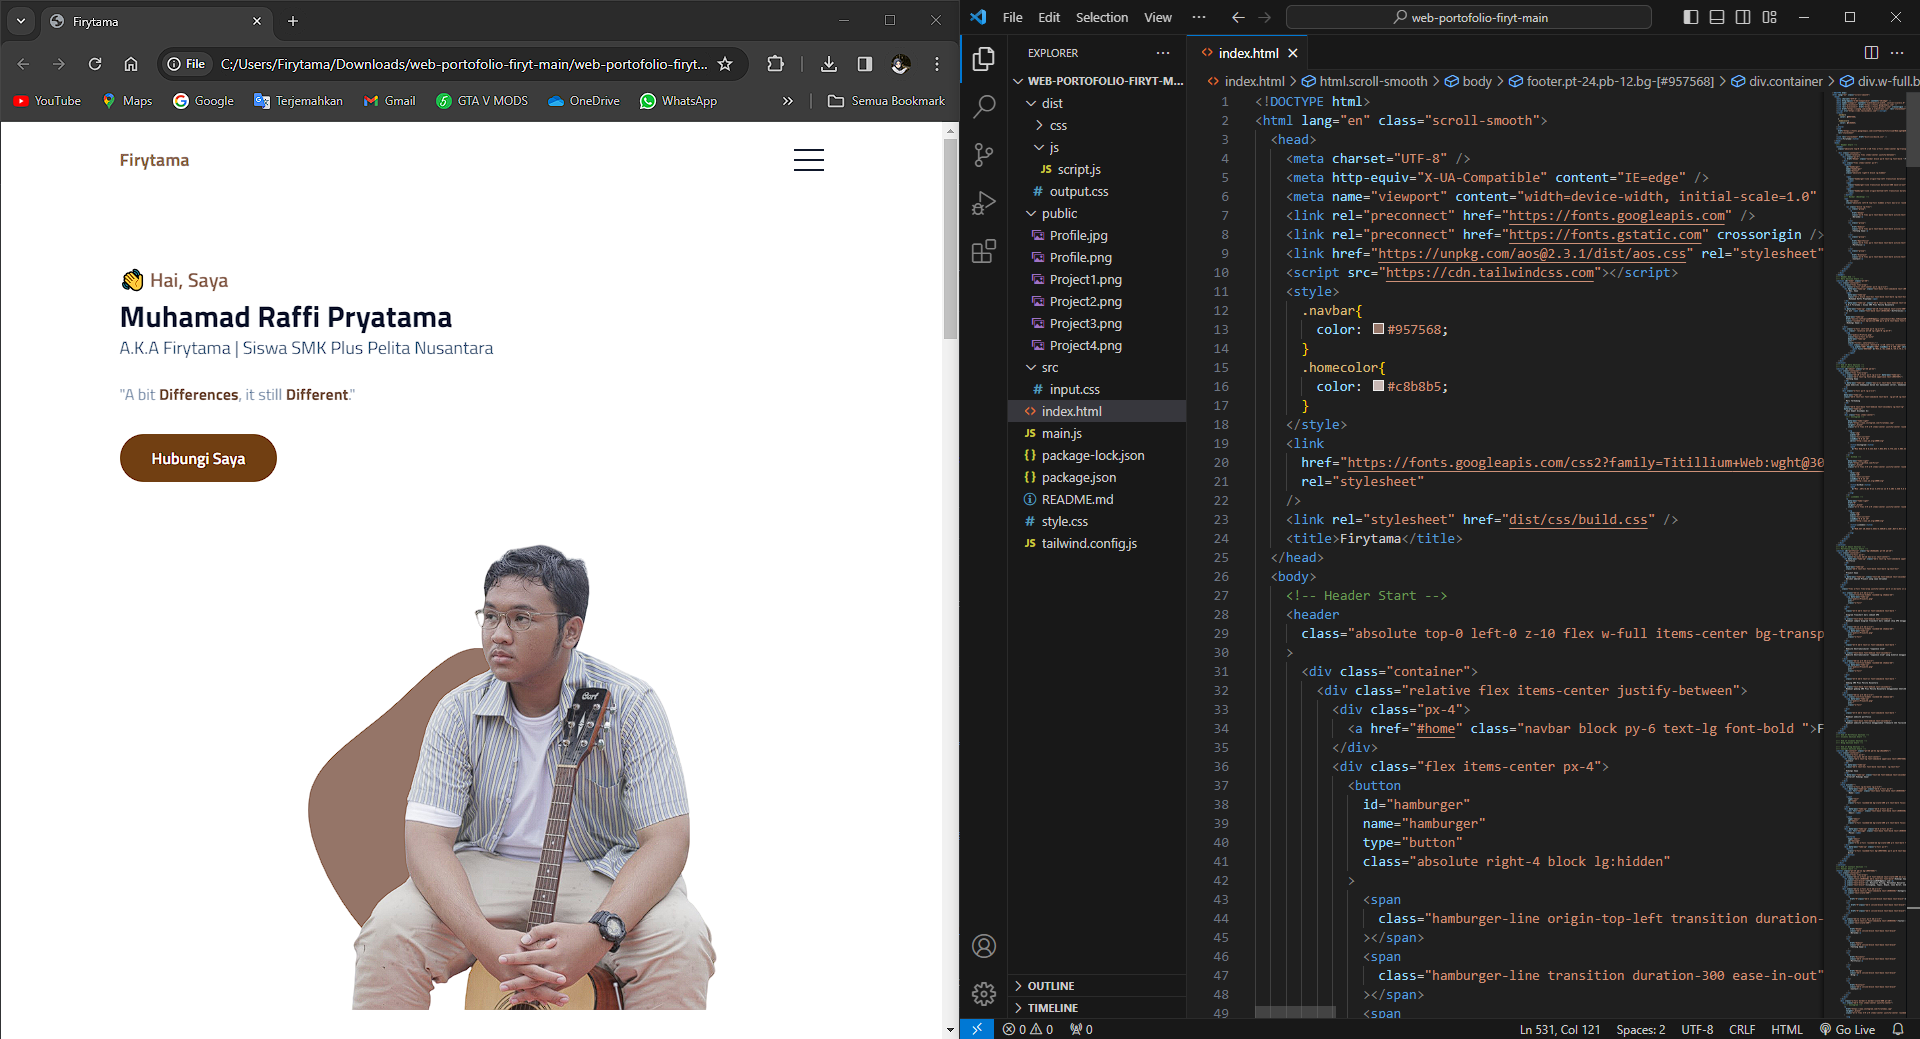 Firytama
File
C:/Users/Firytama/Downloads/web-portofolio-firyt-main/web-portofolio-firyt...
YouTube
Maps
Google
Terjemahkan
Gmail
GTA V MODS
OneDrive
WhatsApp
»
Semua Bookmark
Firytama
👋 Hai, Saya
Muhamad Raffi Pryatama
A.K.A Firytama | Siswa SMK Plus Pelita Nusantara
"A bit Differences, it still Different."
Hubungi Saya
Cort
File Edit Selection View ···
web-portofolio-firyt-main
EXPLORER ···
WEB-PORTOFOLIO-FIRYT-M...
dist
css
js
JS script.js
# output.css
public
Profile.jpg
Profile.png
Project1.png
Project2.png
Project3.png
Project4.png
src
# input.css
<> index.html
JS main.js
{} package-lock.json
{} package.json
README.md
# style.css
JS tailwind.config.js
OUTLINE
TIMELINE
<> index.html
<> index.html > html.scroll-smooth > body > footer.pt-24.pb-12.bg-[#957568] > div.container > div.w-full.b
1 <!DOCTYPE html>
2 <html lang="en" class="scroll-smooth">
3 <head>
4 <meta charset="UTF-8" />
5 <meta http-equiv="X-UA-Compatible" content="IE=edge" />
6 <meta name="viewport" content="width=device-width, initial-scale=1.0"
7 <link rel="preconnect" href="https://fonts.googleapis.com" />
8 <link rel="preconnect" href="https://fonts.gstatic.com" crossorigin />
9 <link href="https://unpkg.com/aos@2.3.1/dist/aos.css" rel="stylesheet"
10 <script src="https://cdn.tailwindcss.com"></script>
11 <style>
12 .navbar{
13 color: #957568;
14 }
15 .homecolor{
16 color: #c8b8b5;
17 }
18 </style>
19 <link
20 href="https://fonts.googleapis.com/css2?family=Titillium+Web:wght@30
21 rel="stylesheet"
22 />
23 <link rel="stylesheet" href="dist/css/build.css" />
24 <title>Firytama</title>
25 </head>
26 <body>
27 <!-- Header Start -->
28 <header
29 class="absolute top-0 left-0 z-10 flex w-full items-center bg-transp
30 >
31 <div class="container">
32 <div class="relative flex items-center justify-between">
33 <div class="px-4">
34 <a href="#home" class="navbar block py-6 text-lg font-bold ">F
35 </div>
36 <div class="flex items-center px-4">
37 <button
38 id="hamburger"
39 name="hamburger"
40 type="button"
41 class="absolute right-4 block lg:hidden"
42 >
43 <span
44 class="hamburger-line origin-top-left transition duration-
45 ></span>
46 <span
47 class="hamburger-line transition duration-300 ease-in-out"
48 ></span>
49 <span
0 0 0
Ln 531, Col 121 Spaces: 2 UTF-8 CRLF HTML Go Live